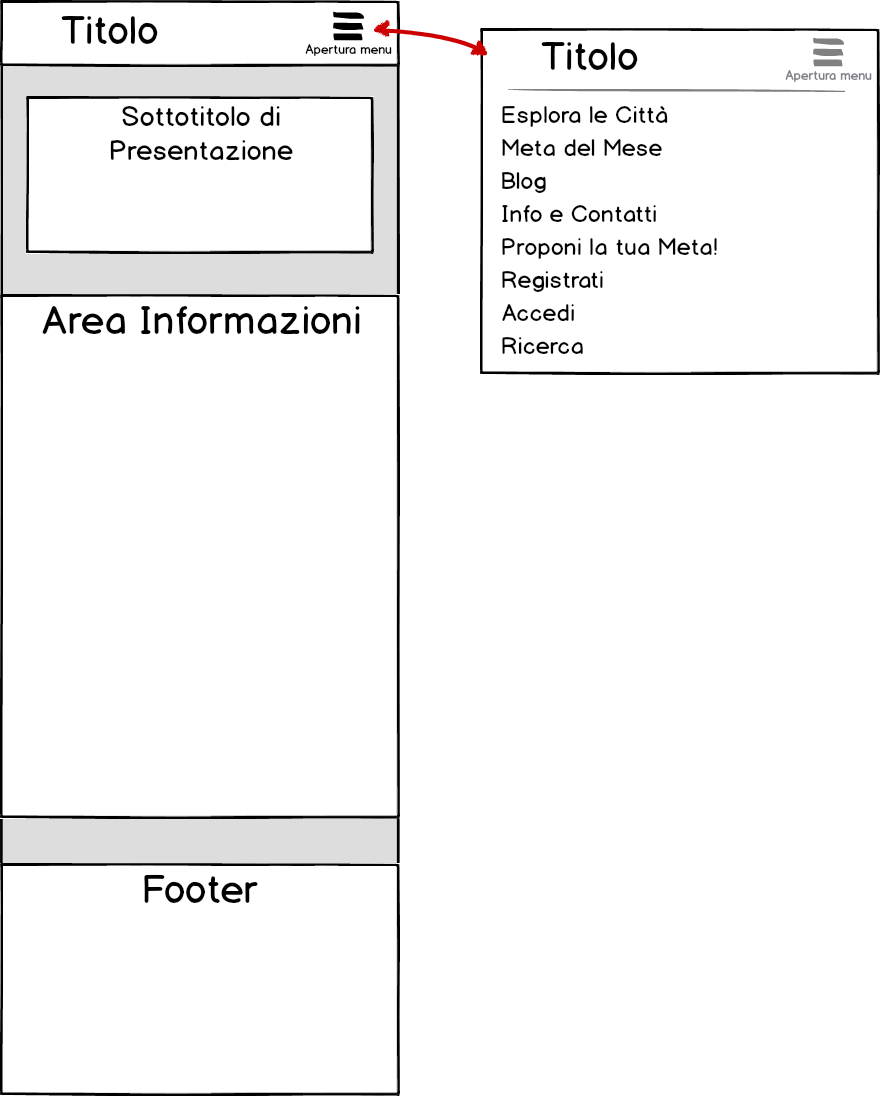 Titolo
Apertura menu
Sottotitolo di
Presentazione
Area Informazioni
Footer
Titolo
Apertura menu
Esplora le Città
Meta del Mese
Blog
Info e Contatti
Proponi la tua Meta!
Registrati
Accedi
Ricerca